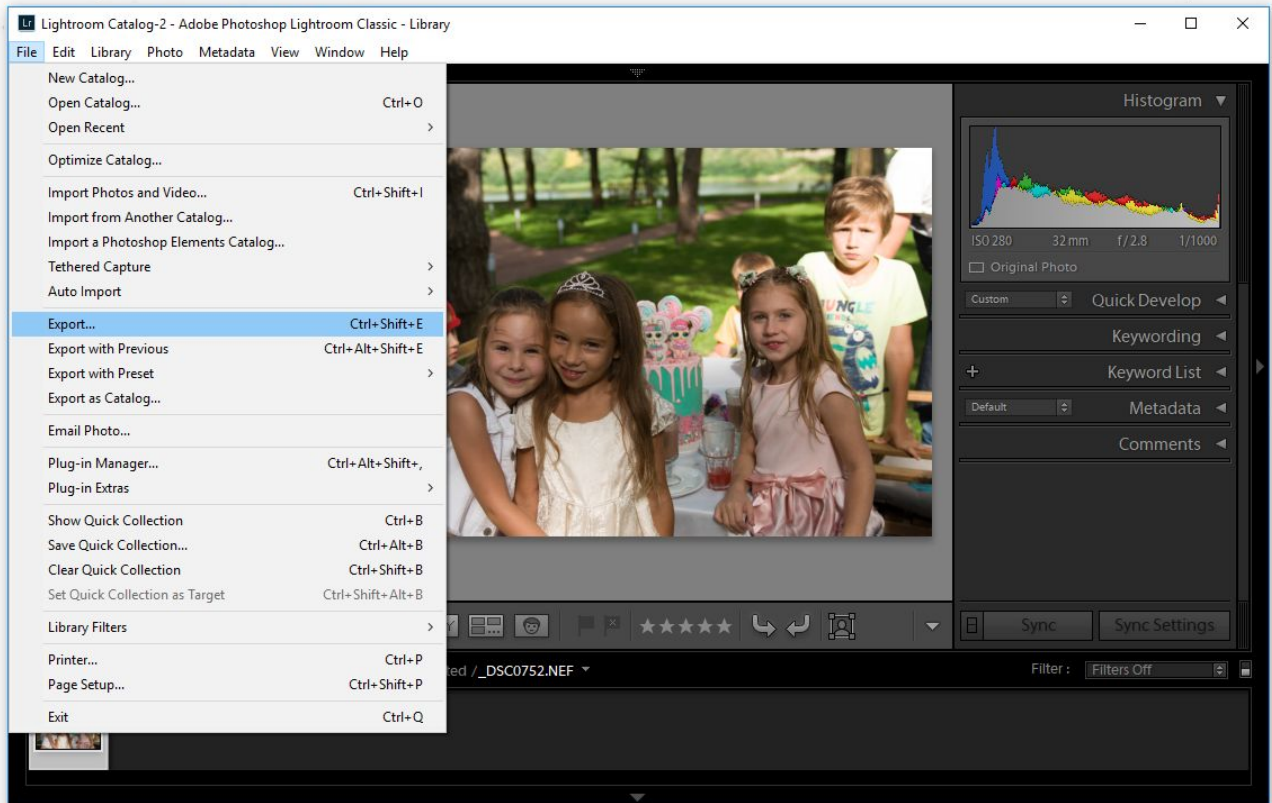 Lr Lightroom Catalog-2 - Adobe Photoshop Lightroom Classic - Library
File Edit Library Photo Metadata View Window Help
New Catalog...
Open Catalog... Ctrl+O
Open Recent
Optimize Catalog...
Import Photos and Video... Ctrl+Shift+I
Import from Another Catalog...
Import a Photoshop Elements Catalog...
Tethered Capture
Auto Import
Export... Ctrl+Shift+E
Export with Previous Ctrl+Alt+Shift+E
Export with Preset
Export as Catalog...
Email Photo...
Plug-in Manager... Ctrl+Alt+Shift+,
Plug-in Extras
Show Quick Collection Ctrl+B
Save Quick Collection... Ctrl+Alt+B
Clear Quick Collection Ctrl+Shift+B
Set Quick Collection as Target Ctrl+Shift+Alt+B
Library Filters
Printer... Ctrl+P
Page Setup... Ctrl+Shift+P
Exit Ctrl+Q
JUNGLE
Histogram
ISO 280 32 mm f/2.8 1/1000
Original Photo
Custom Quick Develop
Keywording
Keyword List
Default Metadata
Comments
Sync Sync Settings
ted /_DSC0752.NEF
Filter : Filters Off